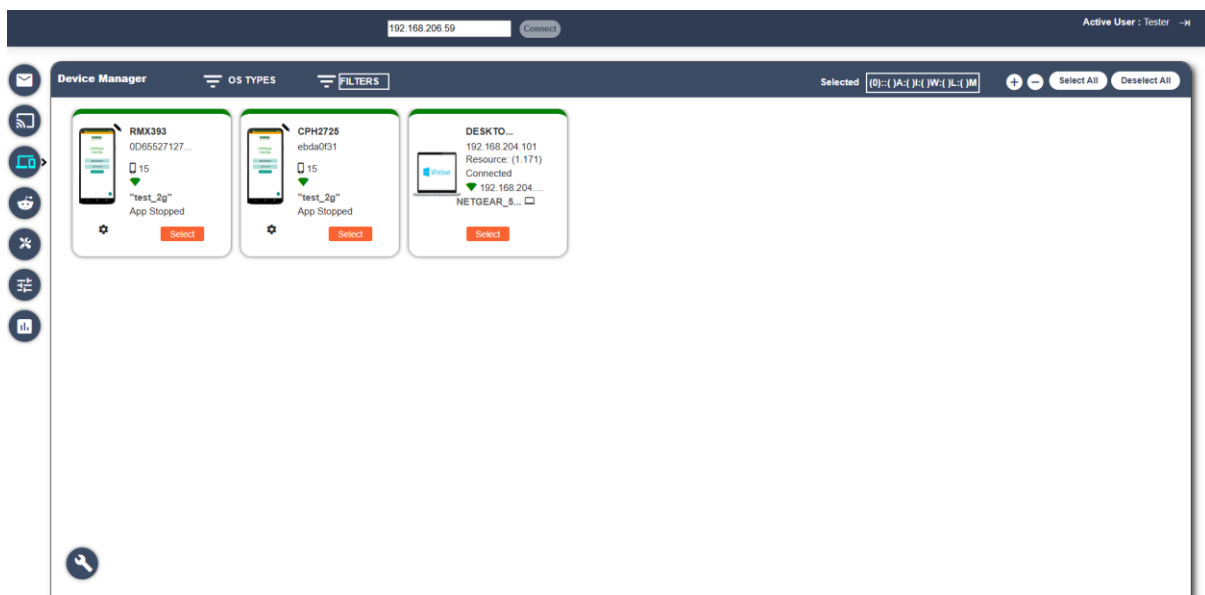 192.168.206.59 Connect Active User : Tester
Device Manager OS TYPES FILTERS Selected (0)::( )A:( )I:( )W:( )L:( )M Select All Deselect All
RMX393
0D65527127...
15
"test_2g"
App Stopped
Select
CPH2725
ebda0f31
15
"test_2g"
App Stopped
Select
DESKTO...
192.168.204.101
Resource: (1.171)
Connected
Windows
192.168.204....
NETGEAR_5...
Select